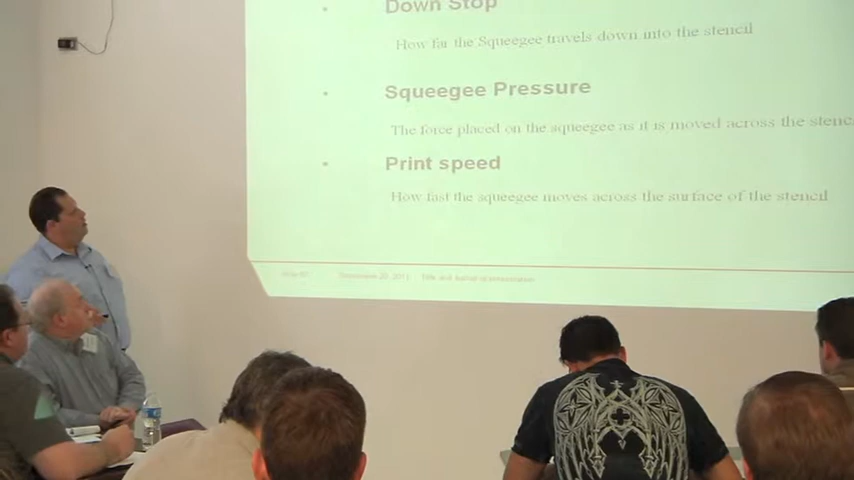 Down Stop
How far the Squeegee travels down into the stencil
Squeegee Pressure
The force placed on the squeegee as it is moved across the
Print speed
How fast the squeegee moves across the surface of the stencil